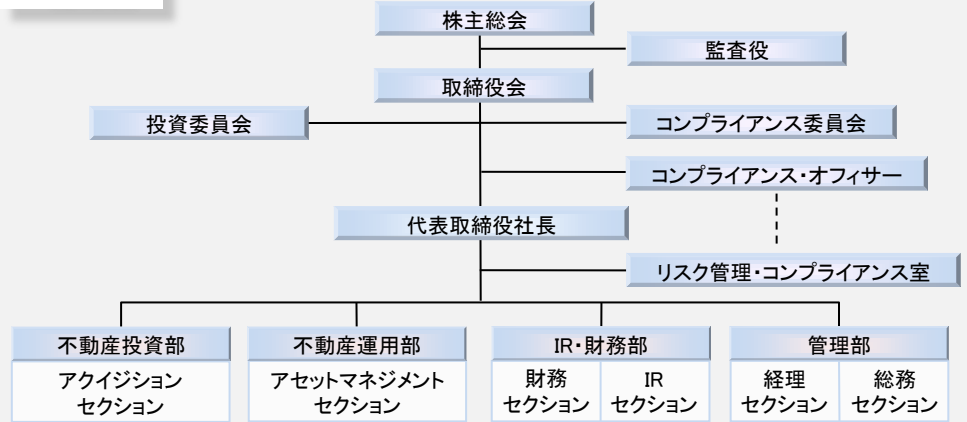 株主総会
監査役
取締役会
投資委員会
コンプライアンス委員会
コンプライアンス・オフィサー
代表取締役社長
リスク管理・コンプライアンス室
不動産投資部
不動産運用部
IR・財務部
管理部
アクイジション
セクション
アセットマネジメント
セクション
財務
セクション
IR
セクション
経理
セクション
総務
セクション